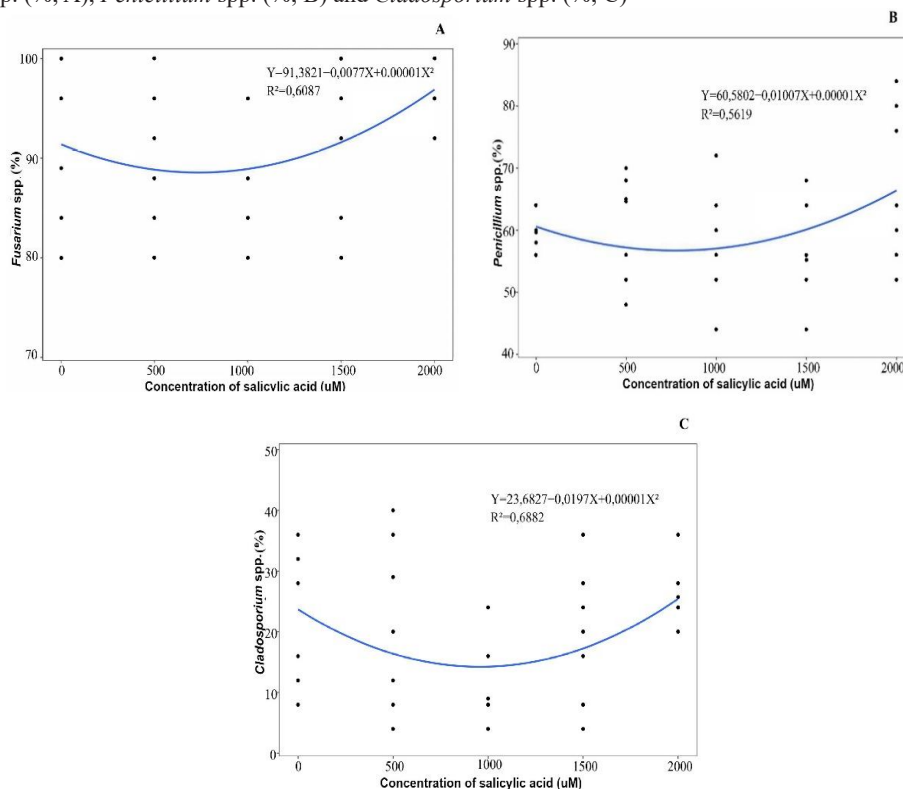 sp. (%, A), Penicillium spp. (%, B) and Cladosporium spp. (%, C)
A
100
90
80
70
Fusarium spp.(%)
Y−91,3821−0,0077X+0.00001X²
R²=0,6087
0 500 1000 1500 2000
Concentration of salicvlic acid (uM)
B
90
80
70
60
50
40
Penicillium spp.(%)
Y=60,5802−0,01007X+0.00001X²
R²=0,5619
0 500 1000 1500 2000
Concentration of salicylic acid (uM)
C
50
40
30
20
10
0
Cladosporium spp.(%)
Y=23,6827−0,0197X+0,00001X²
R²=0,6882
0 500 1000 1500 2000
Concentration of salicylic acid (uM)